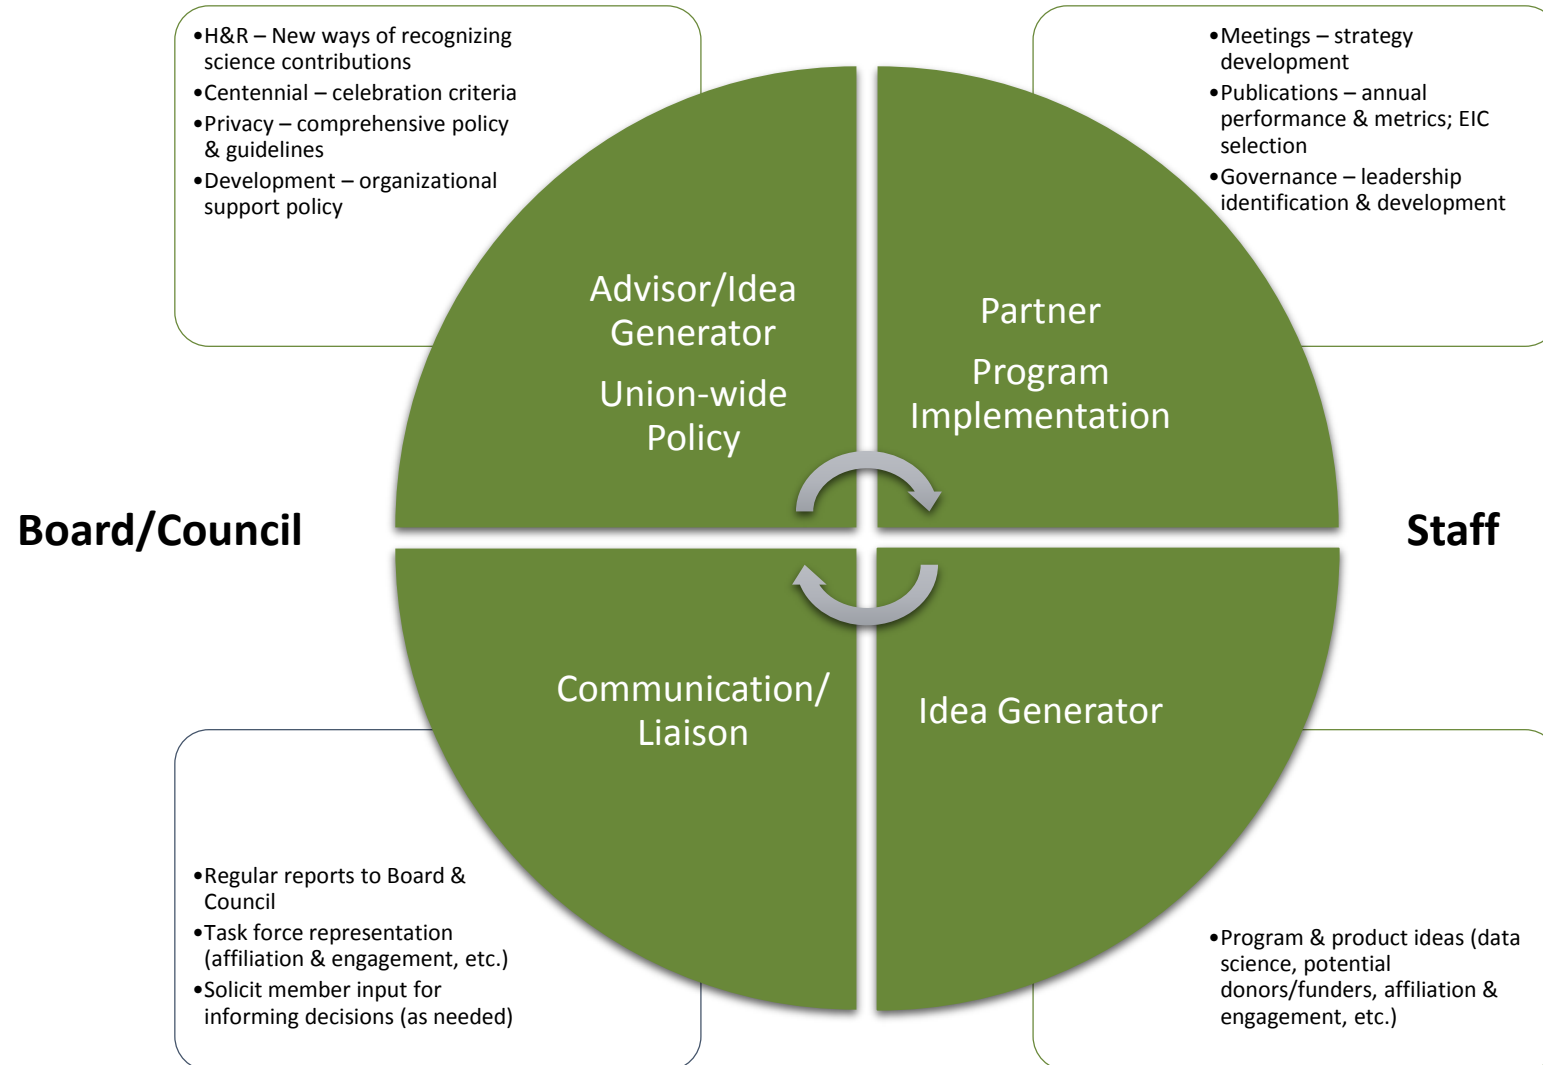 •H&R – New ways of recognizing
science contributions
•Centennial – celebration criteria
•Privacy – comprehensive policy
& guidelines
•Development – organizational
support policy
•Meetings – strategy
development
•Publications – annual
performance & metrics; EIC
selection
•Governance – leadership
identification & development
Advisor/Idea
Generator
Union-wide
Policy
Partner
Program
Implementation
Board/Council
Staff
Communication/
Liaison
Idea Generator
•Regular reports to Board &
Council
•Task force representation
(affiliation & engagement, etc.)
•Solicit member input for
informing decisions (as needed)
•Program & product ideas (data
science, potential
donors/funders, affiliation &
engagement, etc.)